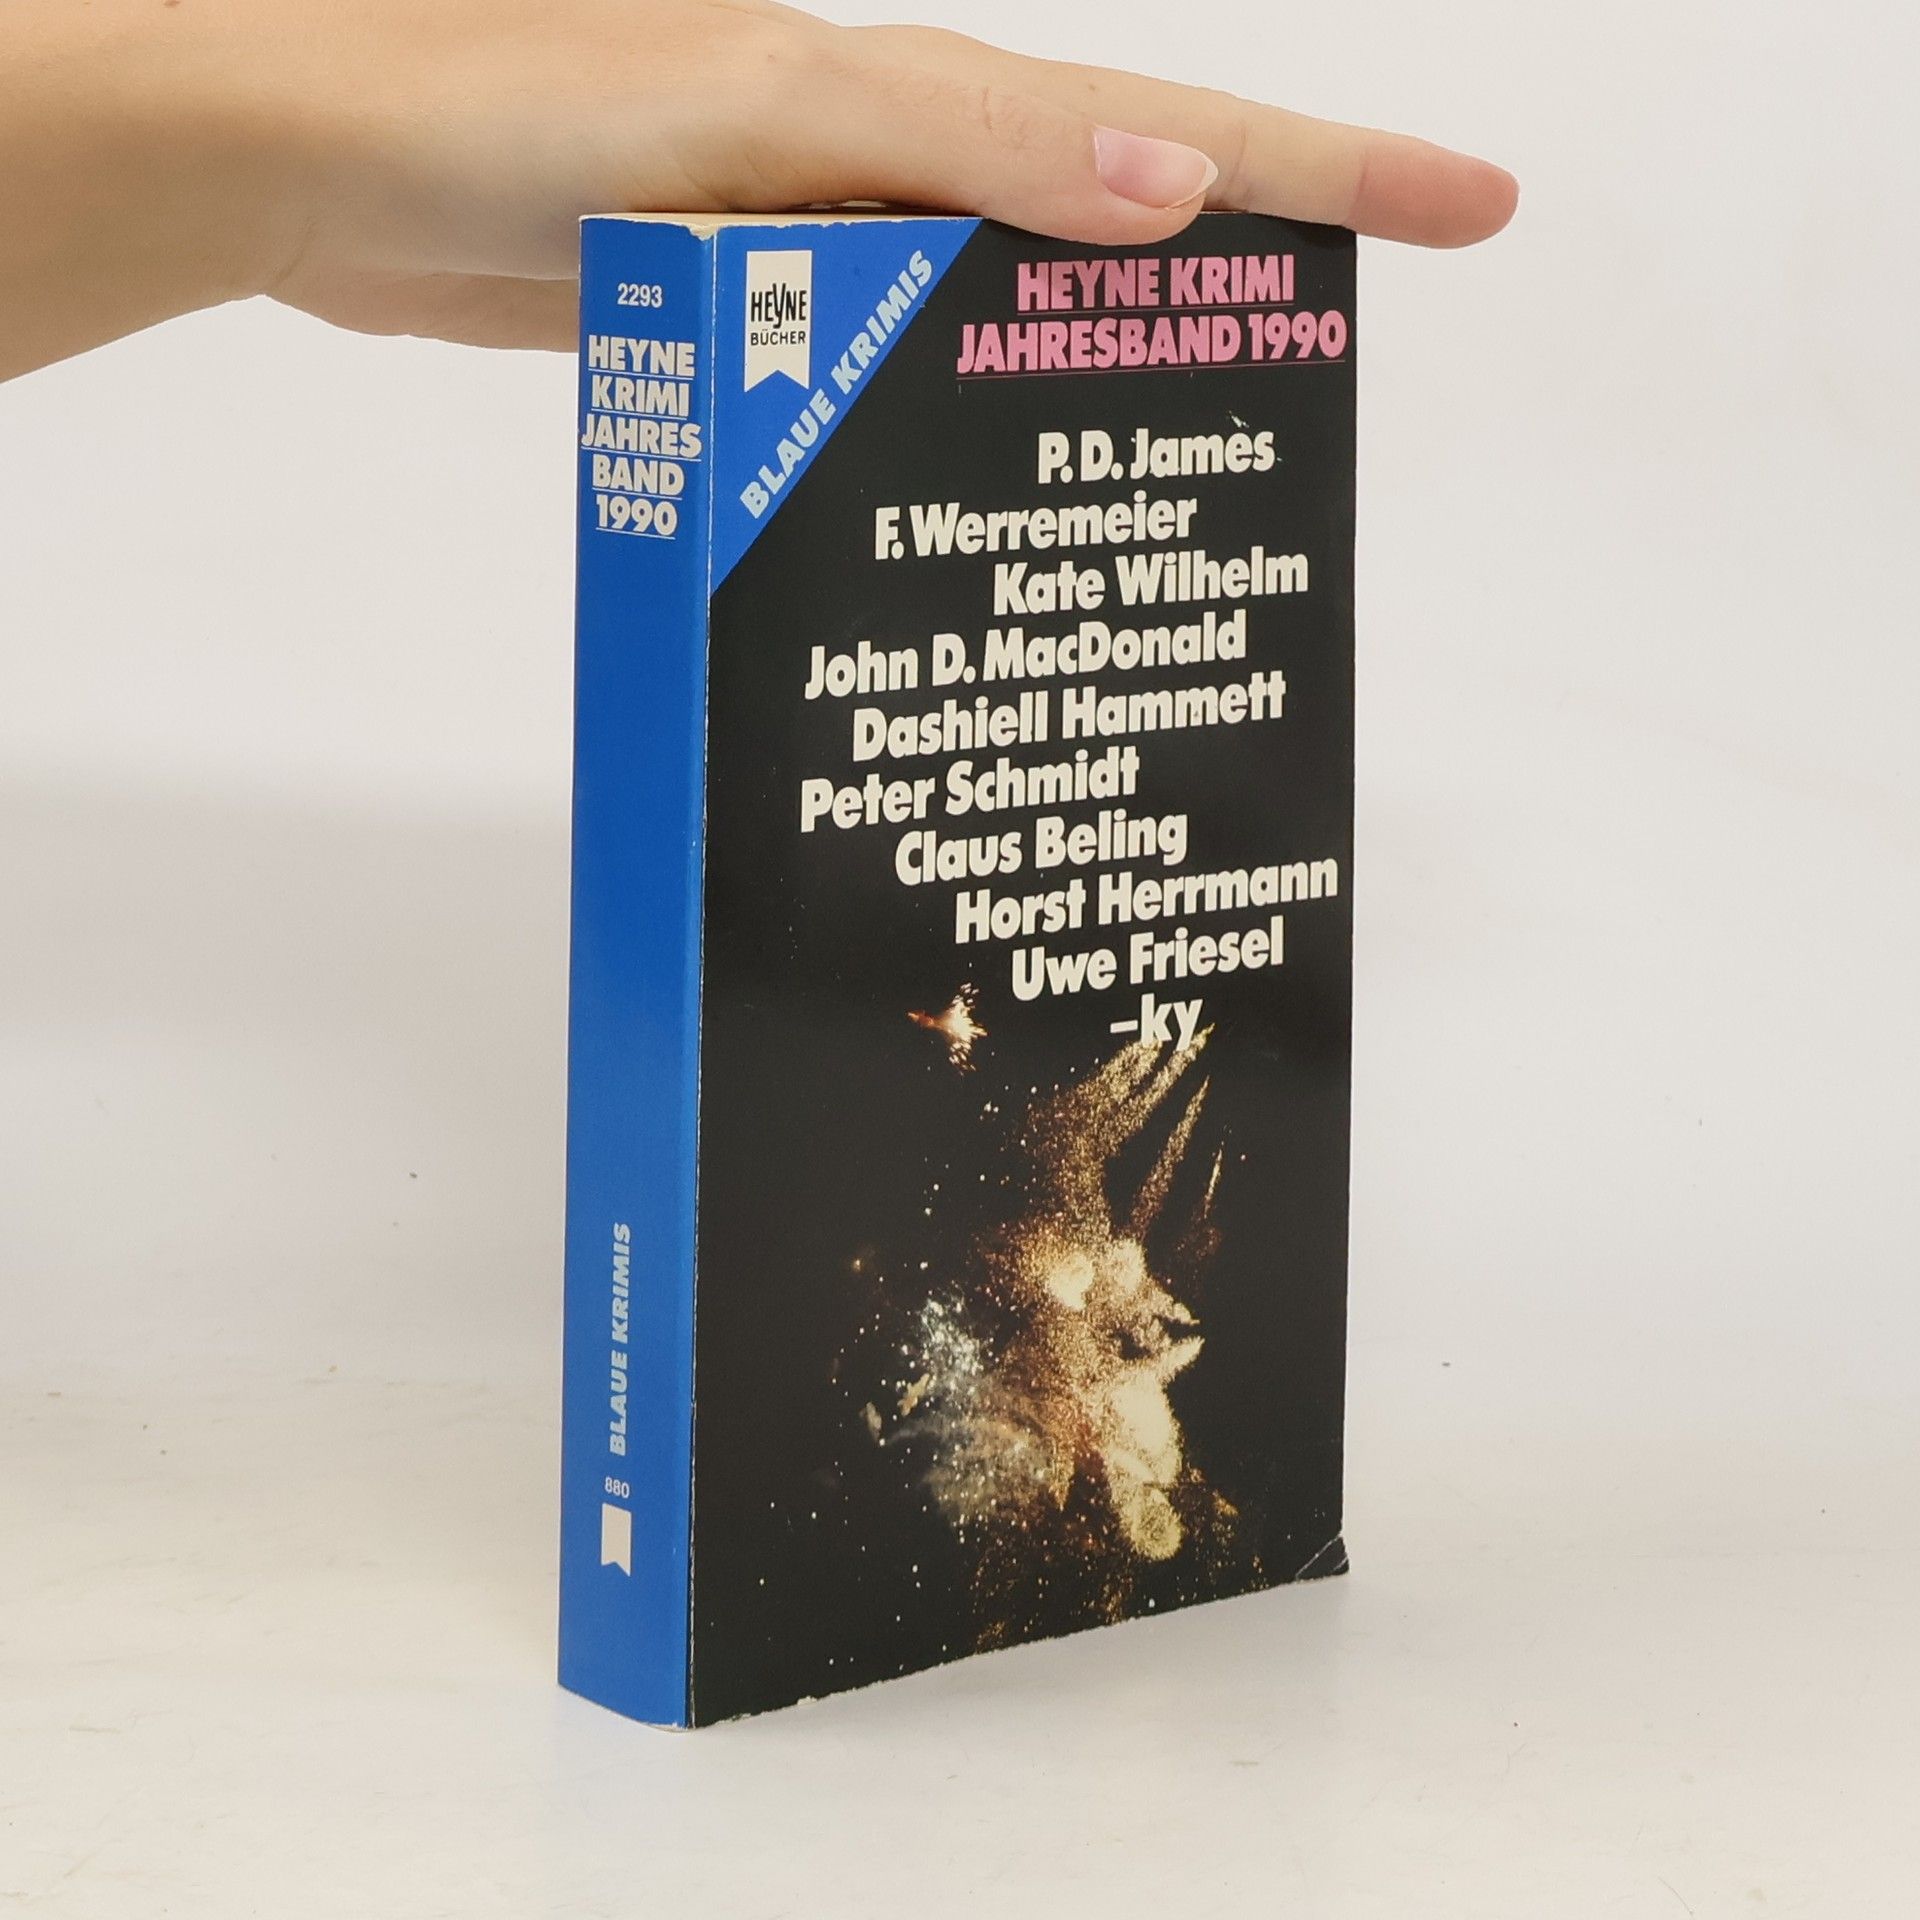 2293
HEYNE
KRIMI
JAHRES
BAND
1990
BLAUE KRIMIS
880
HEYNE
BÜCHER
BLAUE KRIMIS
HEYNE KRIMI
JAHRESBAND 1990
P. D. James
F. Werremeier
Kate Wilhelm
John D. MacDonald
Dashiell Hammett
Peter Schmidt
Claus Beling
Horst Herrmann
Uwe Friesel
–ky